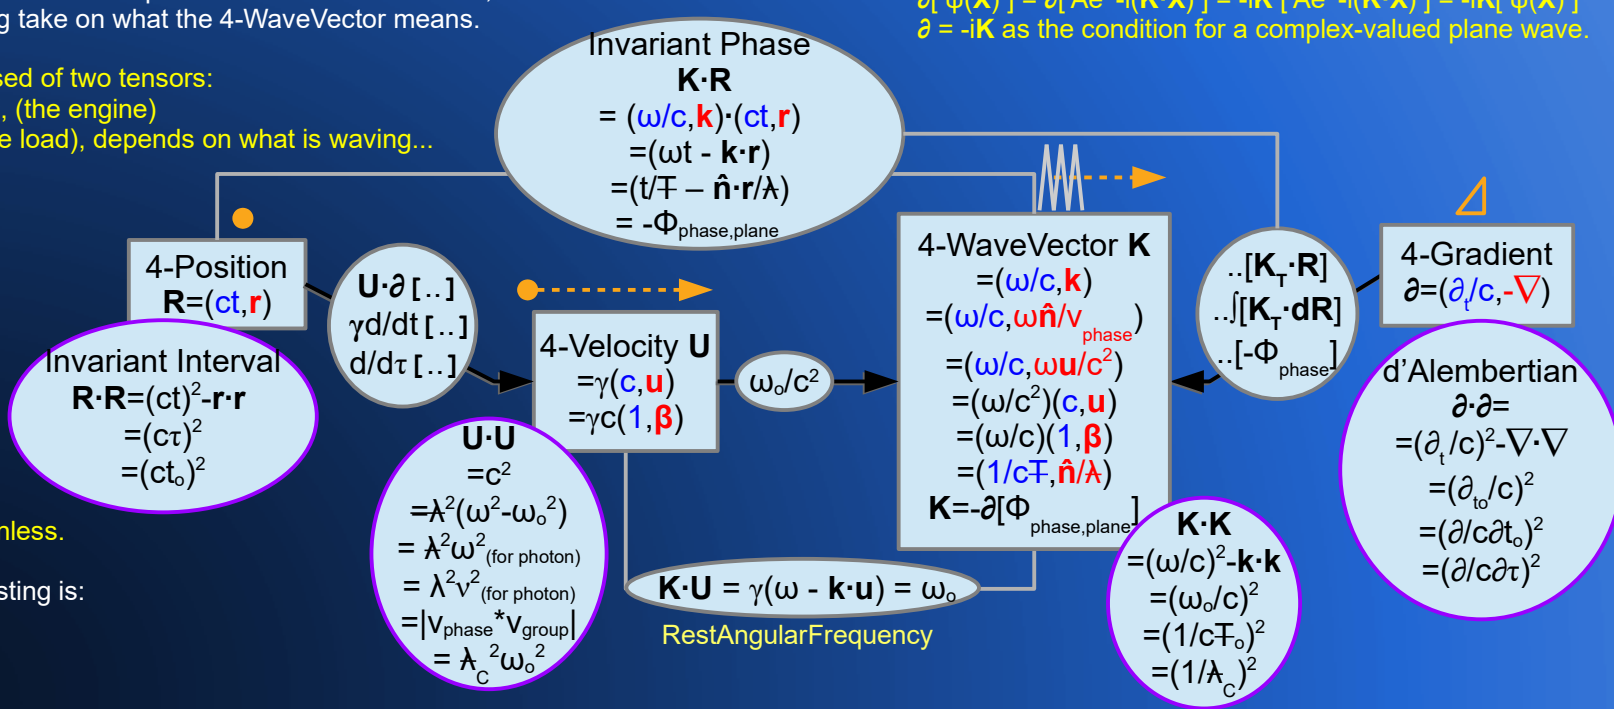 g take on what the 4-WaveVector means.
∂[ ψ(X) ] = ∂[ Ae^-i(K·X) ] = -iK [ Ae^-i(K·X) ] = -iK[ ψ(X) ]
∂ = -iK as the condition for a complex-valued plane wave.
sed of two tensors:
, (the engine)
e load), depends on what is waving...
Invariant Phase
K·R
= (ω/c,k)·(ct,r)
=(ωt - k·r)
=(t/Ŧ – n̂·r/ƛ)
= -Φphase,plane
4-Position
R=(ct,r)
Invariant Interval
R·R=(ct)²-r·r
=(cτ)²
=(ctₒ)²
U·∂ [..]
γd/dt [..]
d/dτ [..]
4-Velocity U
=γ(c,u)
=γc(1,β)
U·U
=c²
=ƛ²(ω²-ωₒ²)
= ƛ²ω²(for photon)
= λ²ν²(for photon)
=|vphase*vgroup|
= ƛC²ωₒ²
ωₒ/c²
4-WaveVector K
=(ω/c,k)
=(ω/c,ωn̂/vphase)
=(ω/c,ωu/c²)
=(ω/c²)(c,u)
=(ω/c)(1,β)
=(1/cŦ,n̂/ƛ)
K=-∂[Φphase,plane]
K·U = γ(ω - k·u) = ωₒ
RestAngularFrequency
K·K
=(ω/c)²-k·k
=(ωₒ/c)²
=(1/cŦₒ)²
=(1/ƛC)²
..[KT·R]
..∫[KT·dR]
..[-Φphase]
4-Gradient
∂=(∂t/c,-∇)
d'Alembertian
∂·∂=
=(∂t/c)²-∇·∇
=(∂to/c)²
=(∂/c∂tₒ)²
=(∂/c∂τ)²
nless.
sting is: